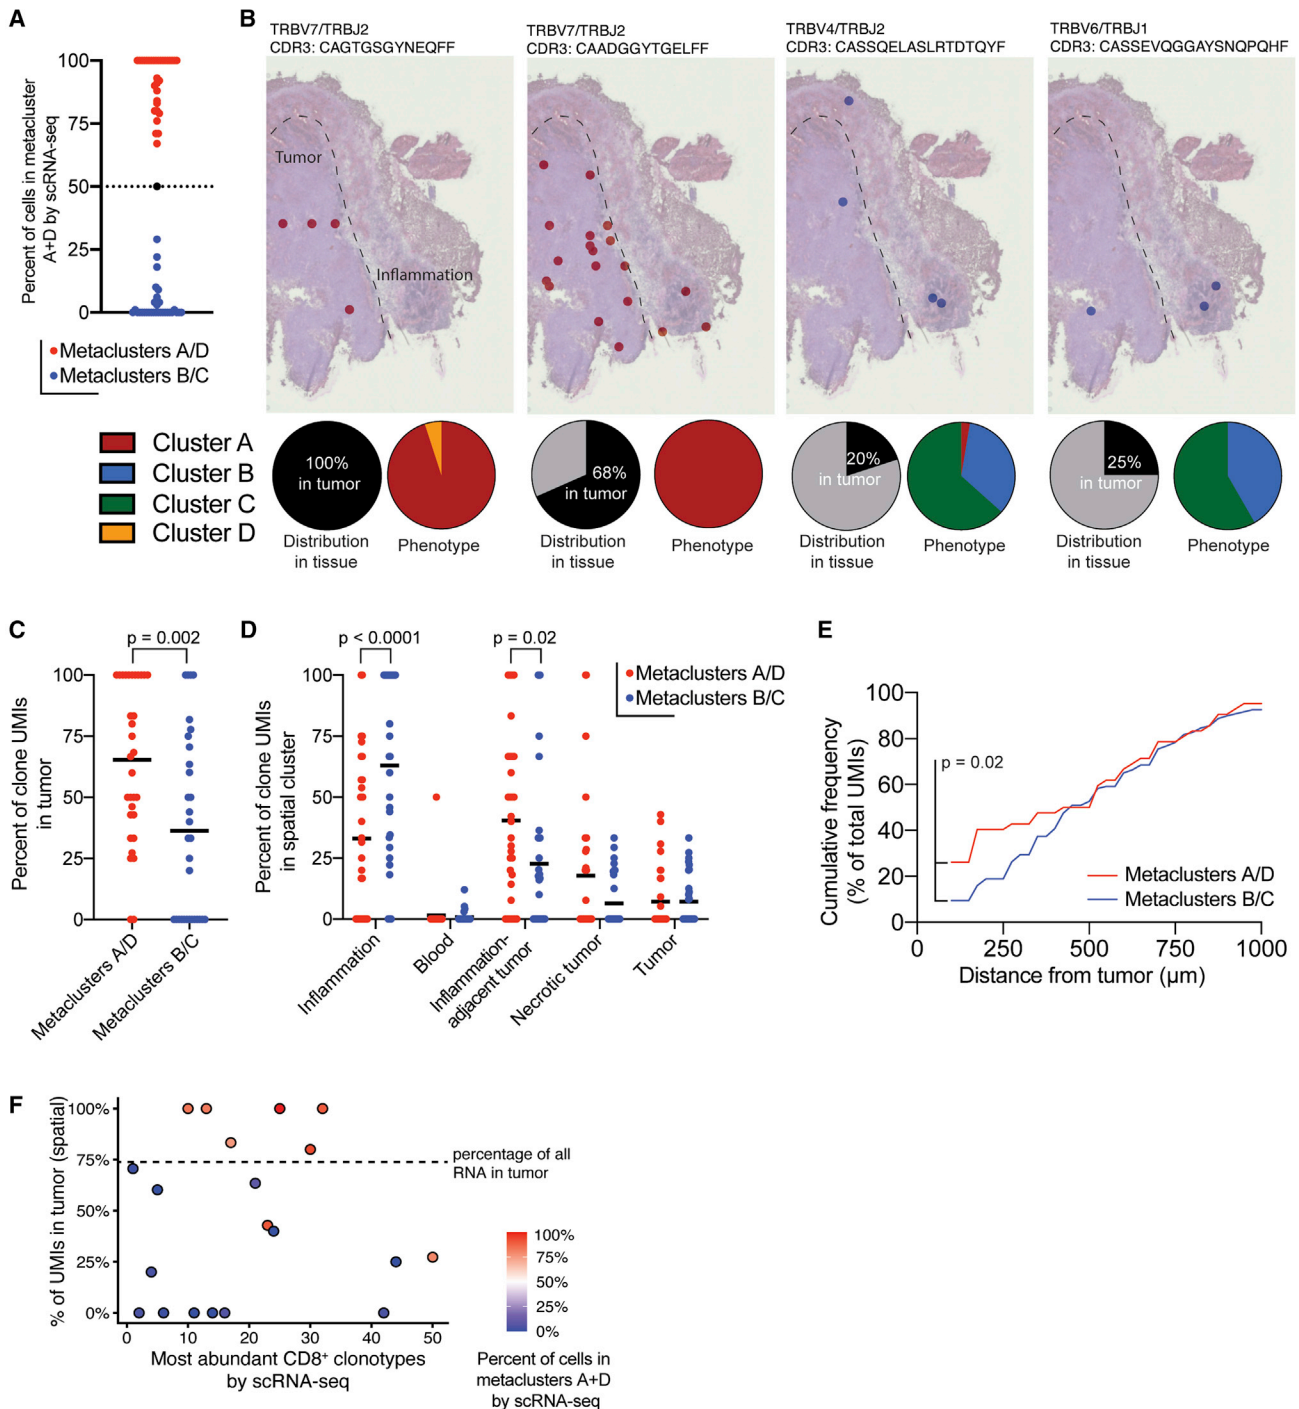 A
Percent of cells in metacluster
A+D by scRNA-seq
100
75
50
25
0
Metaclusters A/D
Metaclusters B/C
B
TRBV7/TRBJ2
CDR3: CAGTGSGYNEQFF
TRBV7/TRBJ2
CDR3: CAADGGYTGELFF
TRBV4/TRBJ2
CDR3: CASSQELASLRTDTQYF
TRBV6/TRBJ1
CDR3: CASSEVQGGAYSNQPQHF
Tumor
Inflammation
Cluster A
Cluster B
Cluster C
Cluster D
100%
in tumor
Distribution
in tissue
Phenotype
68%
in tumor
Distribution
in tissue
Phenotype
20%
in tumor
Distribution
in tissue
Phenotype
25%
in tumor
Distribution
in tissue
Phenotype
C
p = 0.002
Percent of clone UMIs
in tumor
100
75
50
25
0
Metaclusters A/D
Metaclusters B/C
D
p < 0.0001
p = 0.02
Percent of clone UMIs
in spatial cluster
100
75
50
25
0
Metaclusters A/D
Metaclusters B/C
Inflammation
Blood
Inflammation-
adjacent tumor
Necrotic tumor
Tumor
E
Cumulative frequency
(% of total UMIs)
100
80
60
40
20
0
p = 0.02
Metaclusters A/D
Metaclusters B/C
0
250
500
750
1000
Distance from tumor (µm)
F
% of UMIs in tumor (spatial)
100%
75%
50%
25%
0%
percentage of all
RNA in tumor
0
10
20
30
40
50
Most abundant CD8+ clonotypes
by scRNA-seq
100%
75%
50%
25%
0%
Percent of cells in
metaclusters A+D
by scRNA-seq